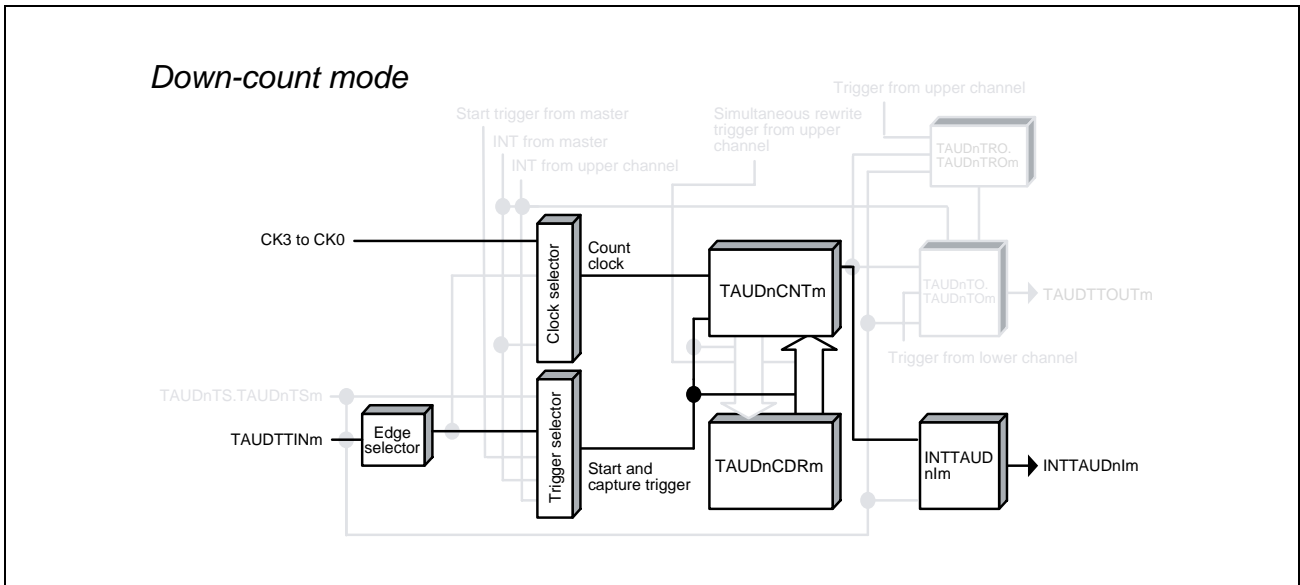 Down-count mode
Trigger from upper channel
Start trigger from master
Simultaneous rewrite
trigger from upper
channel
INT from master
INT from upper channel
TAUDnTRO.
TAUDnTROm
CK3 to CK0
Clock selector
Count
clock
TAUDnCNTm
TAUDnTO.
TAUDnTOm
TAUDTTOUTm
Trigger from lower channel
TAUDnTS.TAUDnTSm
TAUDTTINm
Edge
selector
Trigger selector
Start and
capture trigger
TAUDnCDRm
INTTAUD
nIm
INTTAUDnIm